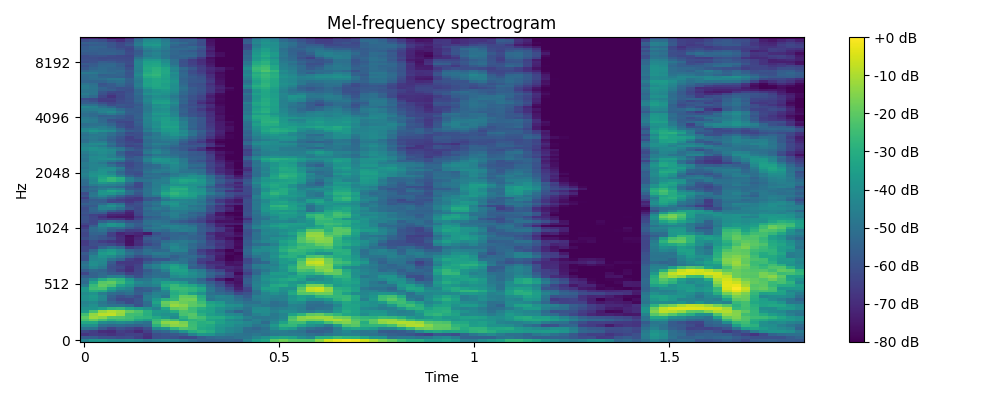 Mel-frequency spectrogram
Hz
8192
4096
2048
1024
512
0
0
0.5
1
1.5
Time
+0 dB
-10 dB
-20 dB
-30 dB
-40 dB
-50 dB
-60 dB
-70 dB
-80 dB